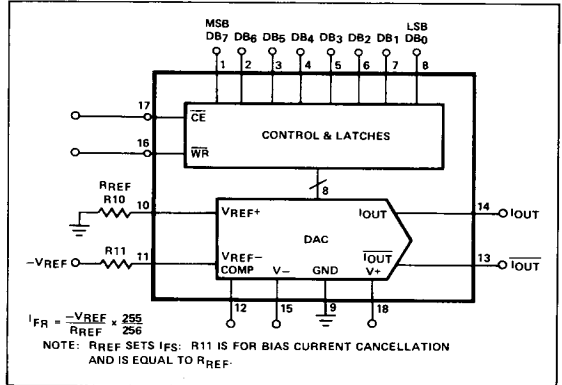 MSB LSB
DB7 DB6 DB5 DB4 DB3 DB2 DB1 DB0
1 2 3 4 5 6 7 8
17 CE
CONTROL & LATCHES
16 WR
8
RREF
R10 10 VREF+ IOUT 14 IOUT
DAC
-VREF R11 11 VREF- IOUT 13 IOUT
COMP V- GND V+
12 15 9 18
IFR = -VREF/RREF x 255/256
NOTE: RREF SETS IFS: R11 IS FOR BIAS CURRENT CANCELLATION
AND IS EQUAL TO RREF.